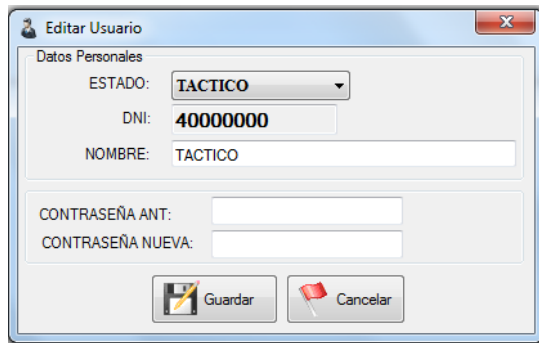 Editar Usuario
Datos Personales
ESTADO: TACTICO
DNI: 40000000
NOMBRE: TACTICO
CONTRASEÑA ANT:
CONTRASEÑA NUEVA:
Guardar Cancelar